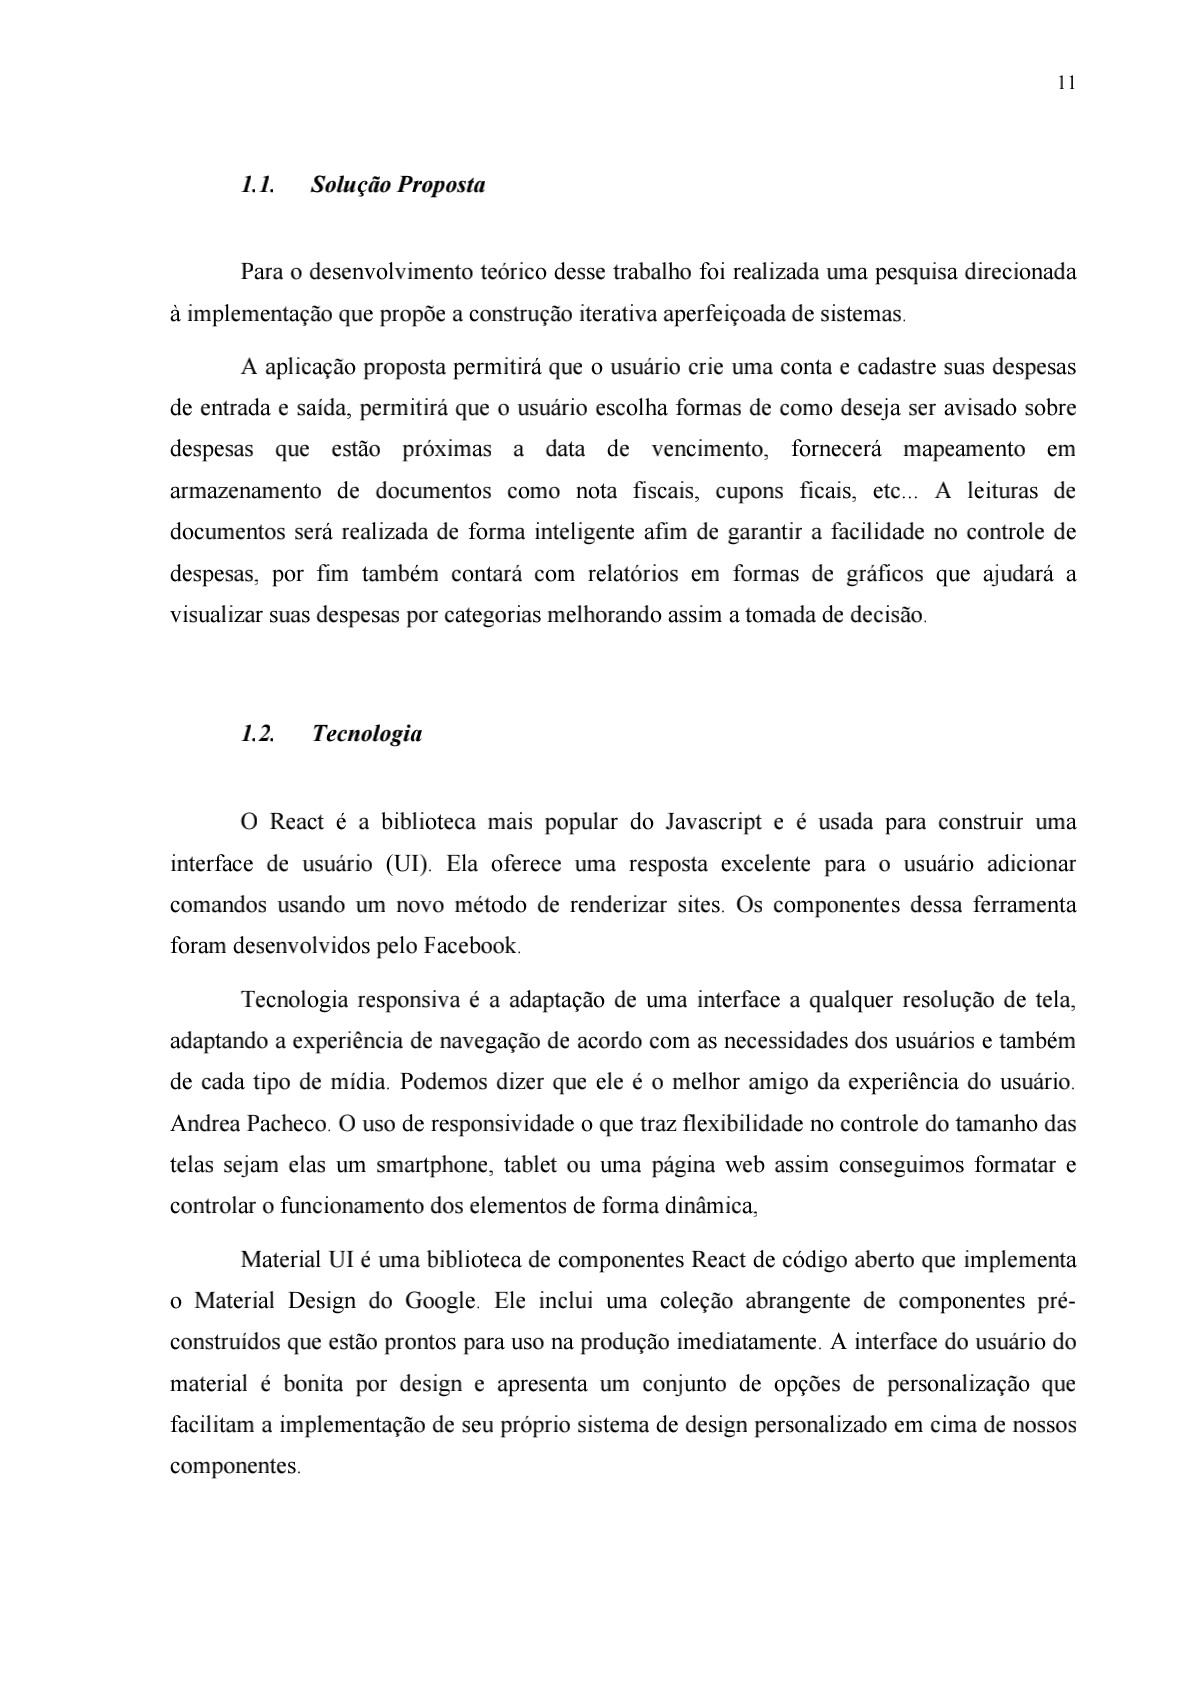 11
1.1. Solução Proposta
Para o desenvolvimento teórico desse trabalho foi realizada uma pesquisa direcionada
à implementação que propõe a construção iterativa aperfeiçoada de sistemas.
A aplicação proposta permitirá que o usuário crie uma conta e cadastre suas despesas
de entrada e saída, permitirá que o usuário escolha formas de como deseja ser avisado sobre
despesas que estão próximas a data de vencimento, fornecerá mapeamento em
armazenamento de documentos como nota fiscais, cupons ficais, etc... A leituras de
documentos será realizada de forma inteligente afim de garantir a facilidade no controle de
despesas, por fim também contará com relatórios em formas de gráficos que ajudará a
visualizar suas despesas por categorias melhorando assim a tomada de decisão.
1.2. Tecnologia
O React é a biblioteca mais popular do Javascript e é usada para construir uma
interface de usuário (UI). Ela oferece uma resposta excelente para o usuário adicionar
comandos usando um novo método de renderizar sites. Os componentes dessa ferramenta
foram desenvolvidos pelo Facebook.
Tecnologia responsiva é a adaptação de uma interface a qualquer resolução de tela,
adaptando a experiência de navegação de acordo com as necessidades dos usuários e também
de cada tipo de mídia. Podemos dizer que ele é o melhor amigo da experiência do usuário.
Andrea Pacheco. O uso de responsividade o que traz flexibilidade no controle do tamanho das
telas sejam elas um smartphone, tablet ou uma página web assim conseguimos formatar e
controlar o funcionamento dos elementos de forma dinâmica,
Material UI é uma biblioteca de componentes React de código aberto que implementa
o Material Design do Google. Ele inclui uma coleção abrangente de componentes pré-
construídos que estão prontos para uso na produção imediatamente. A interface do usuário do
material é bonita por design e apresenta um conjunto de opções de personalização que
facilitam a implementação de seu próprio sistema de design personalizado em cima de nossos
componentes.